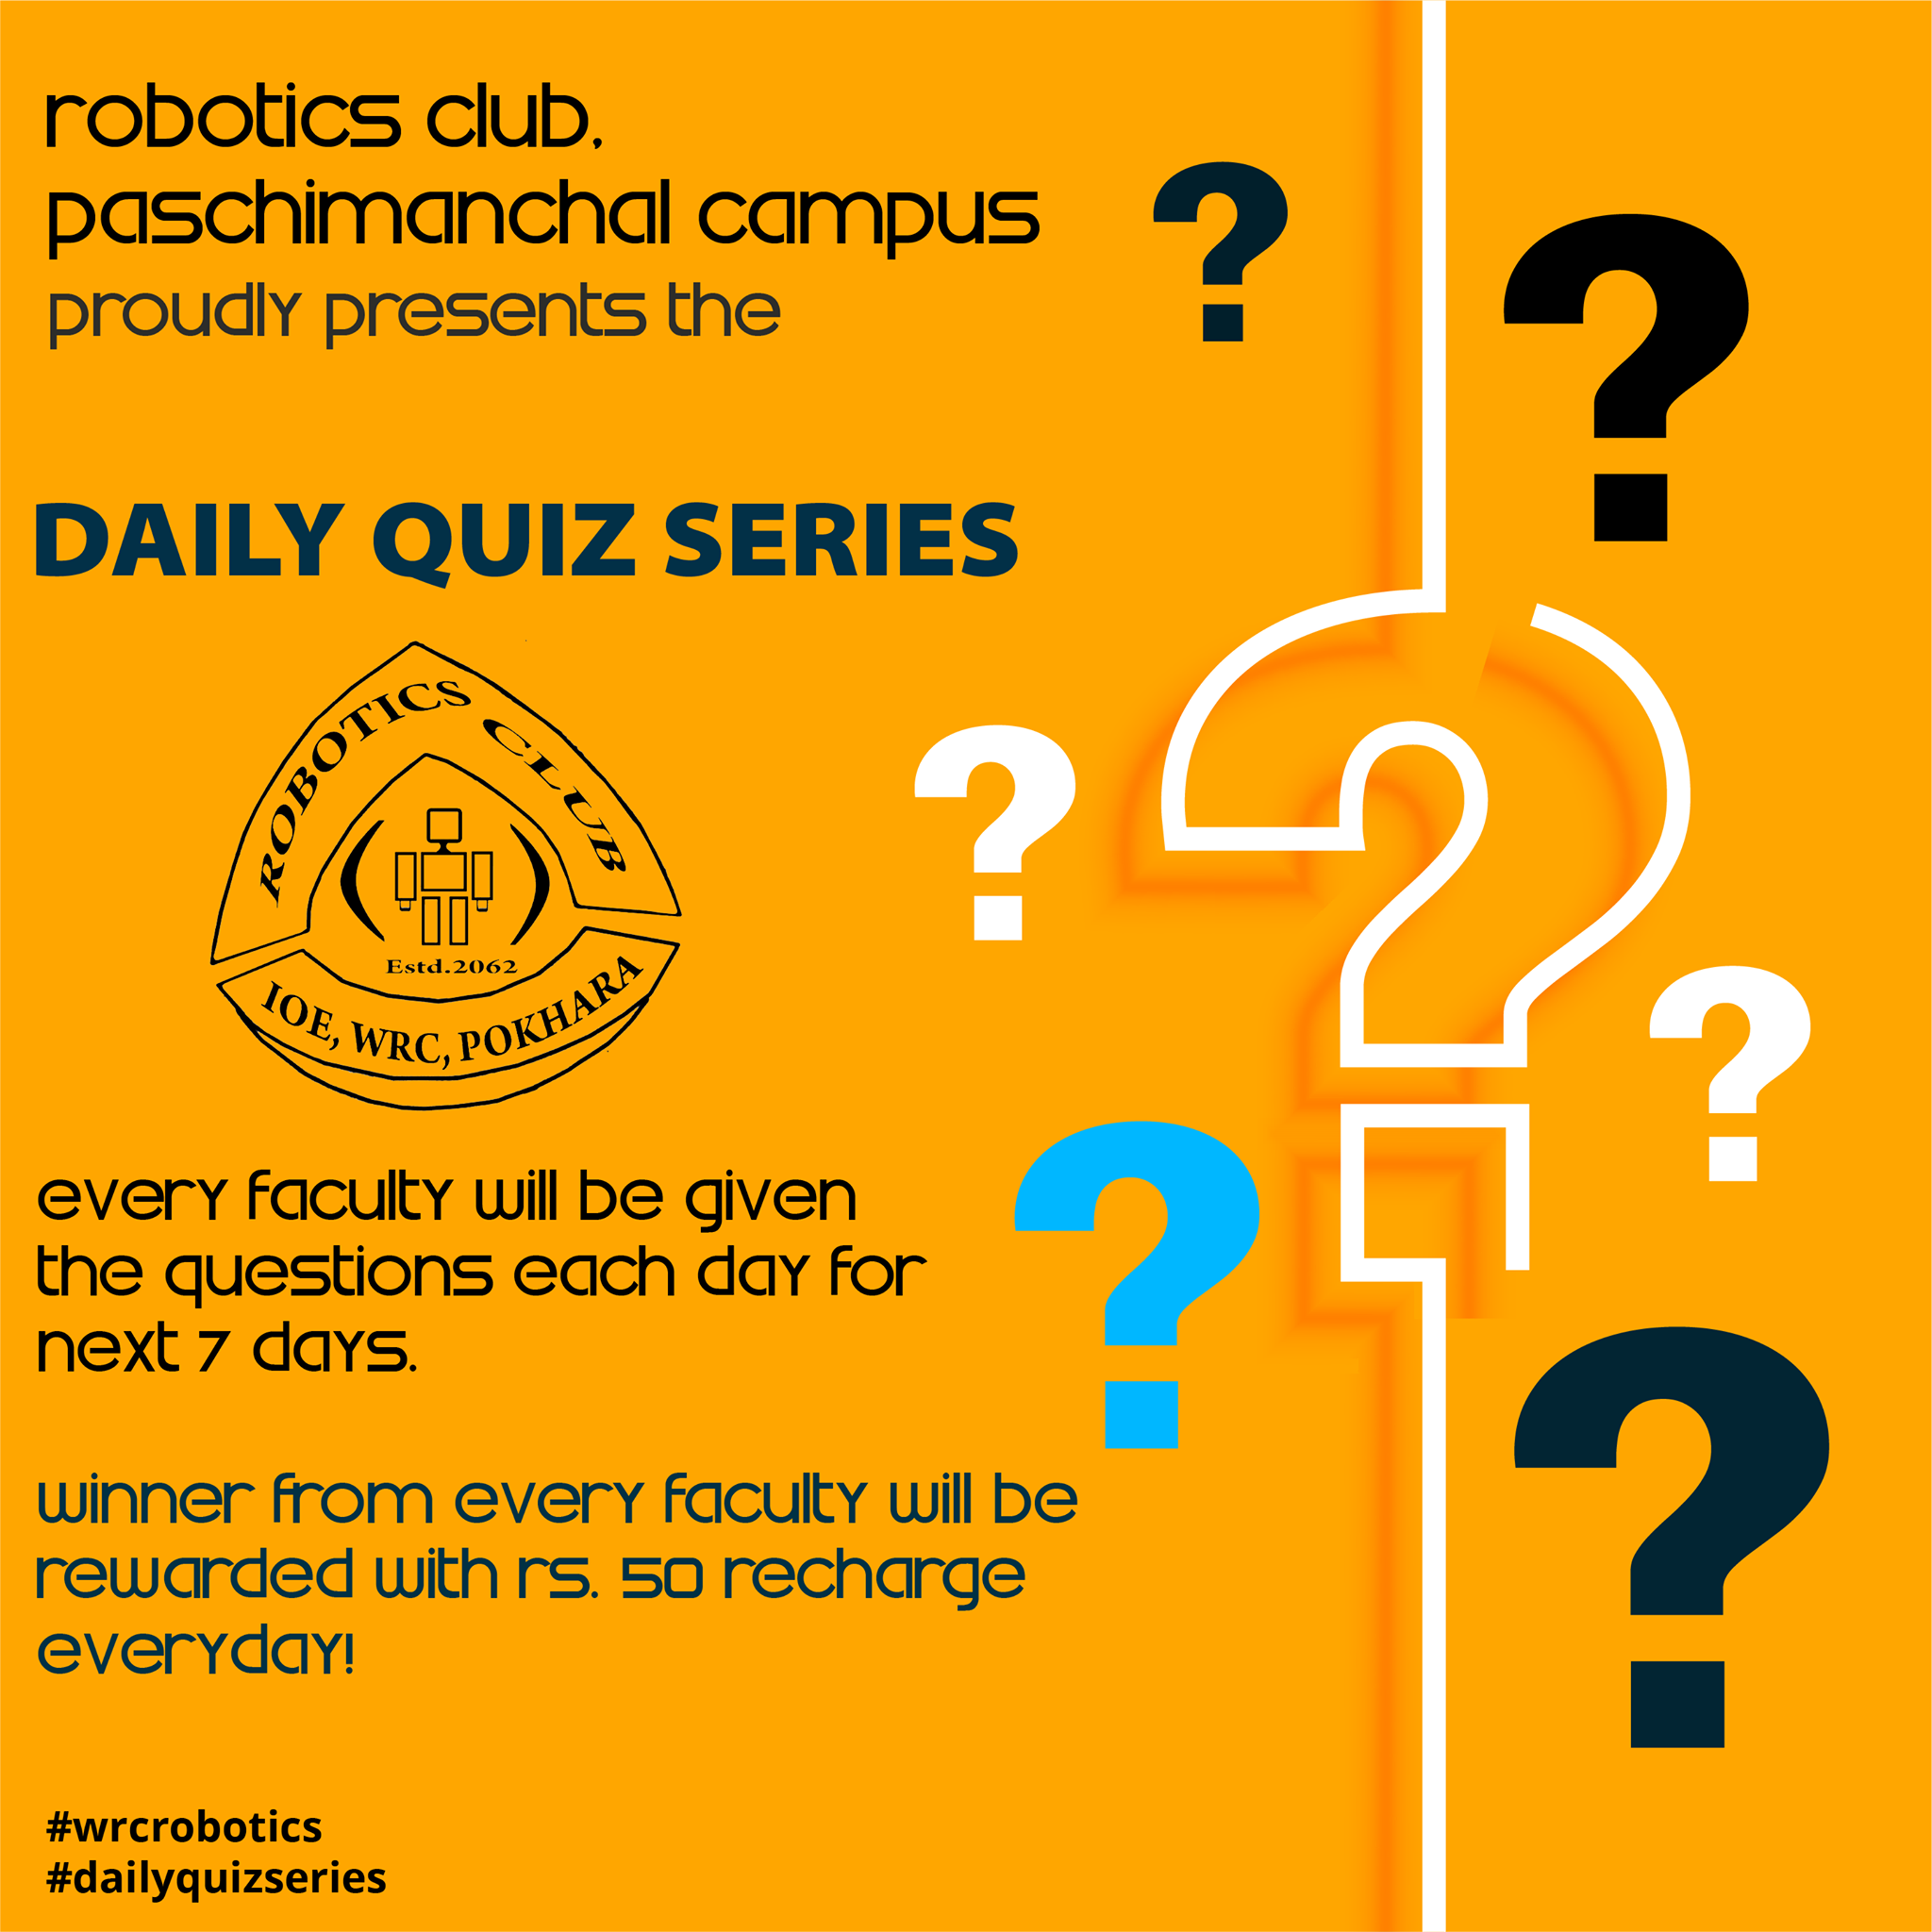 robotics club,
paschimanchal campus
proudly presents the
DAILY QUIZ SERIES
ROBOTICS CLUB
Estd.2062
IOE, WRC, POKHARA
every faculty will be given
the questions each day for
next 7 days.
winner from every faculty will be
rewarded with rs. 50 recharge
everyday!
#wrcrobotics
#dailyquizseries